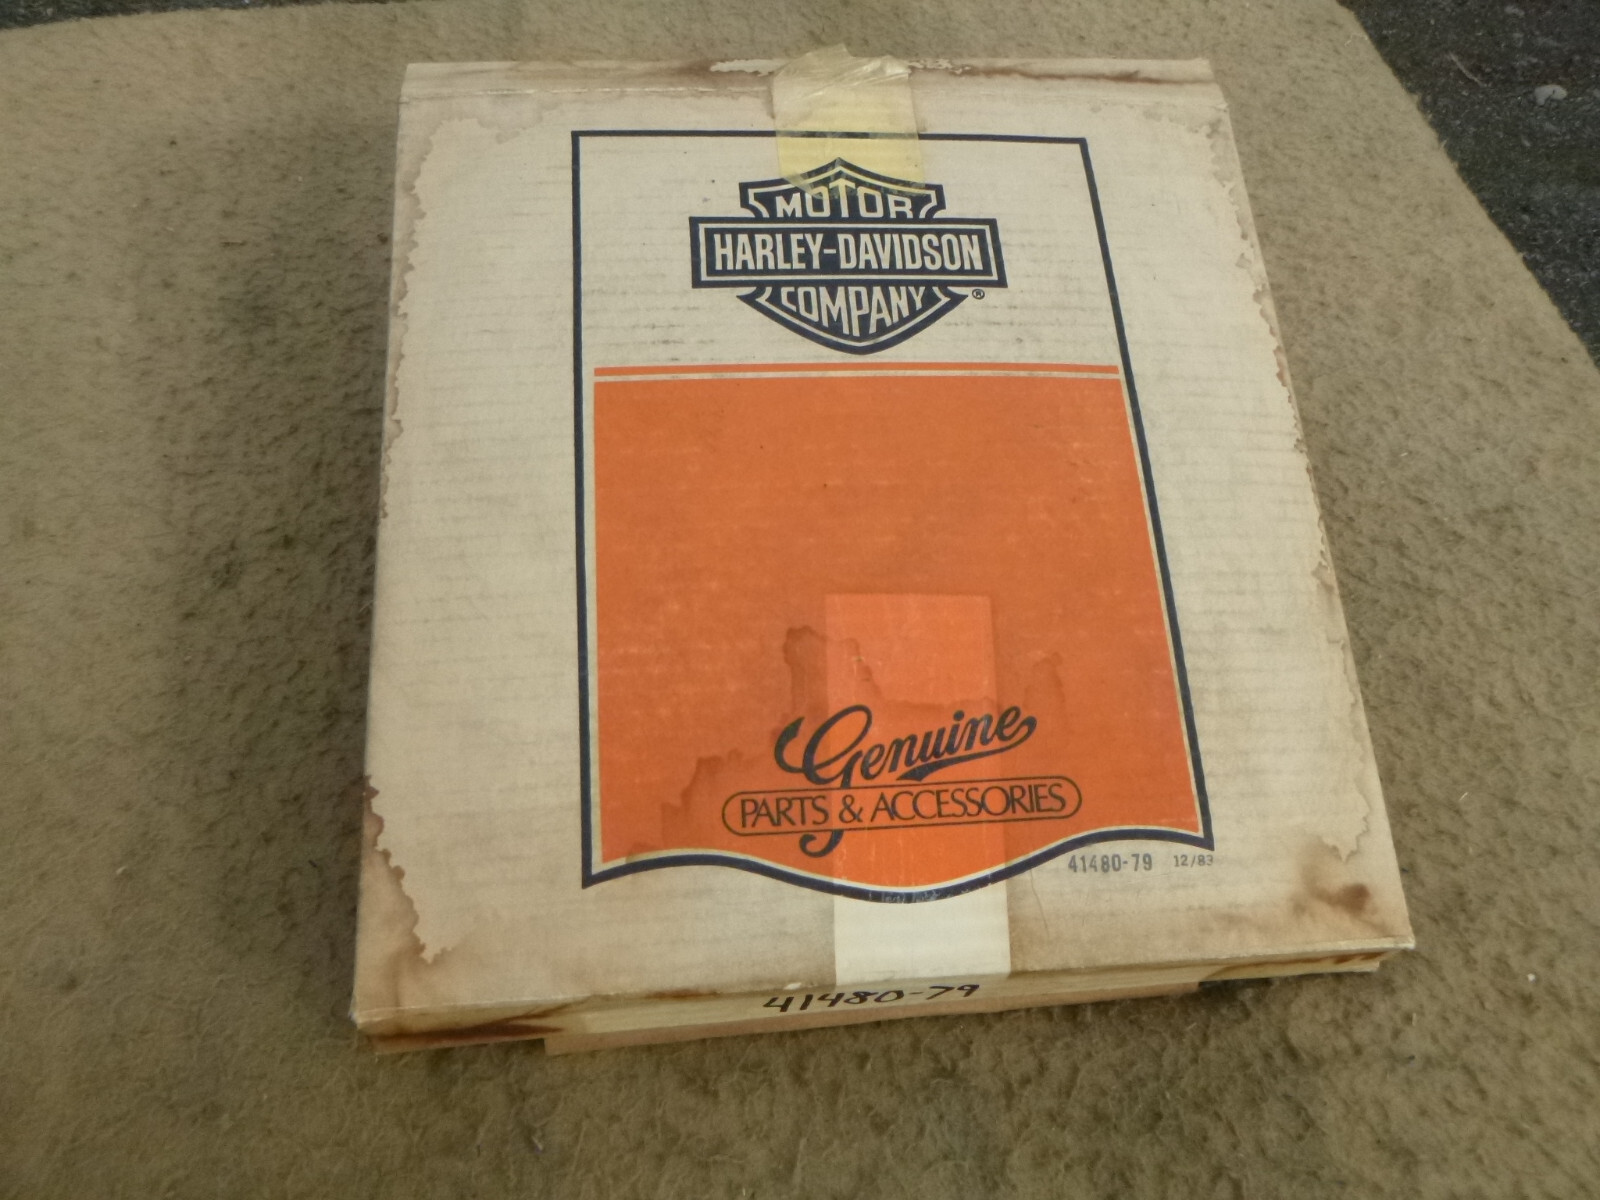 MOTOR
HARLEY-DAVIDSON
COMPANY ®
Genuine
PARTS & ACCESSORIES
41480-79 12/83
41480-79